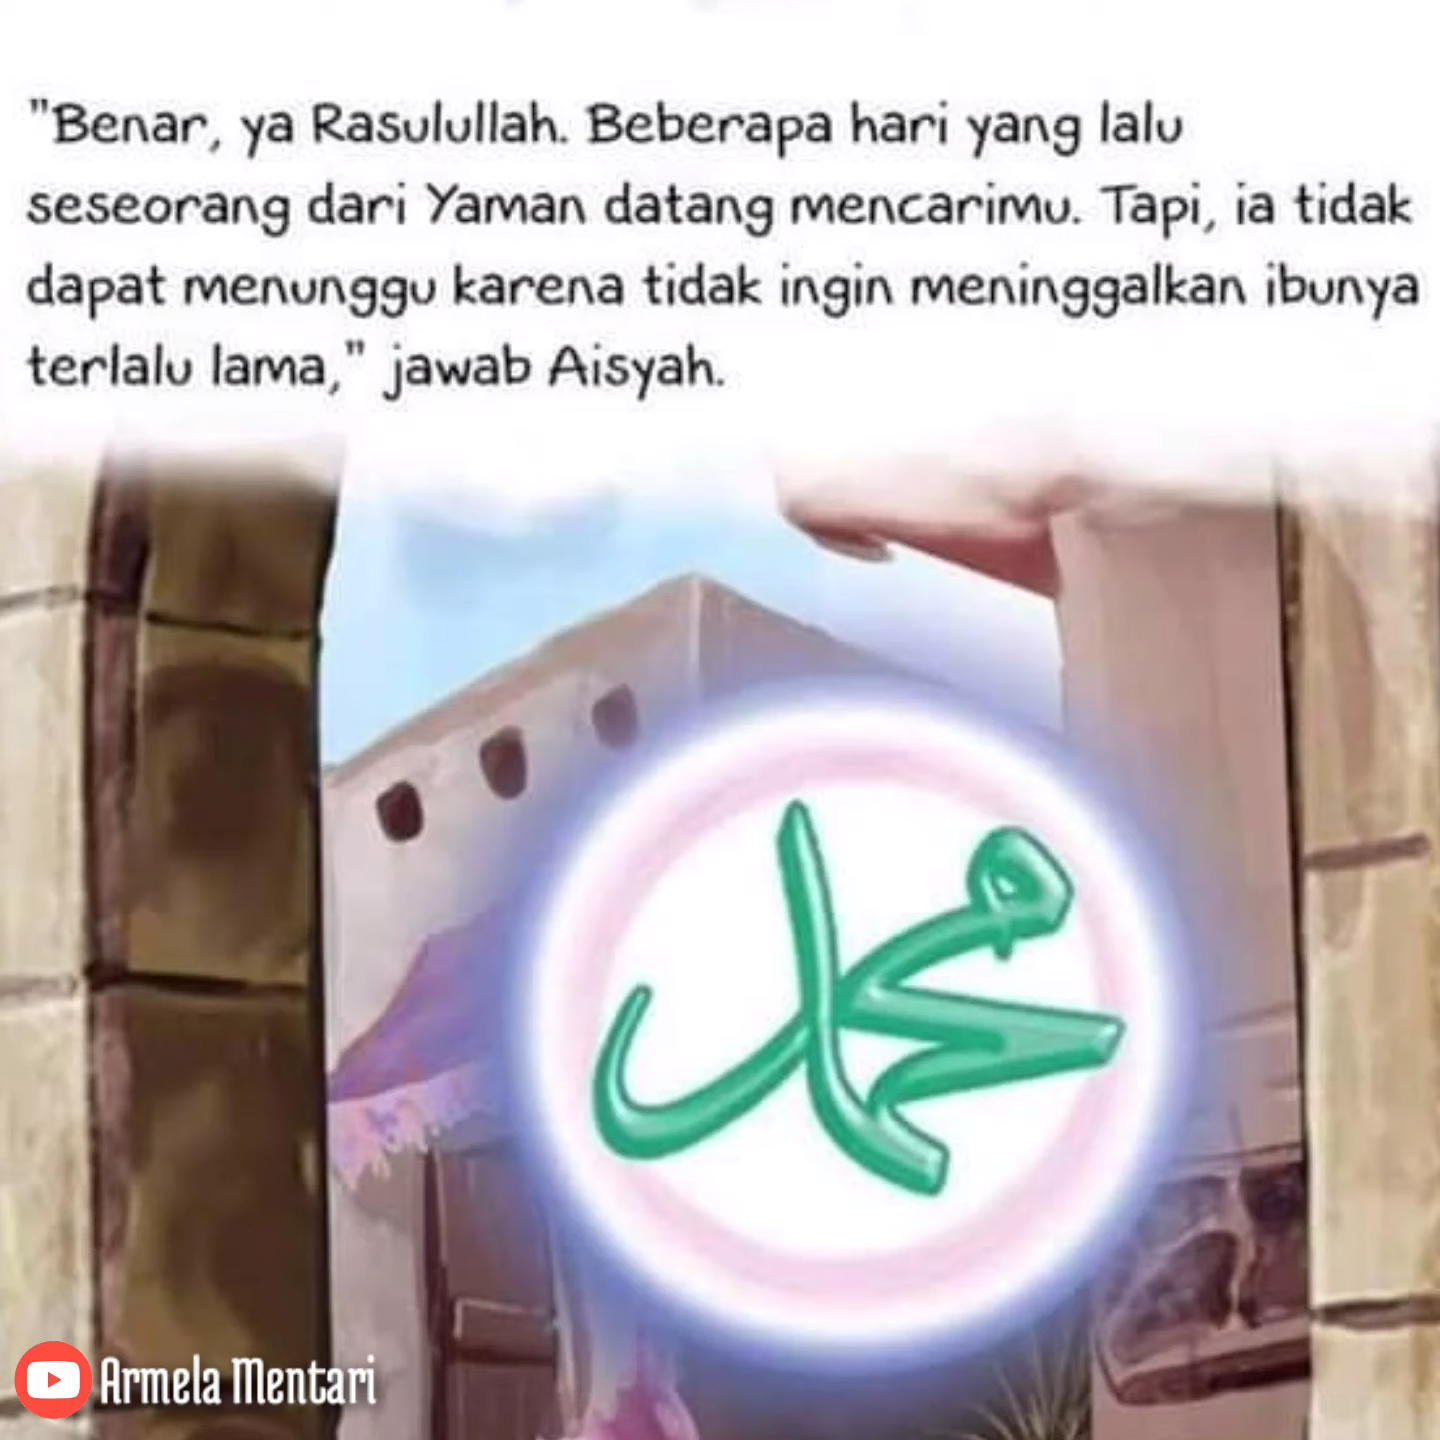 "Benar, ya Rasulullah. Beberapa hari yang lalu
seseorang dari Yaman datang mencarimu. Tapi, ia tidak
dapat menunggu karena tidak ingin meninggalkan ibunya
terlalu lama," jawab Aisyah.
محمد
Armela Mentari